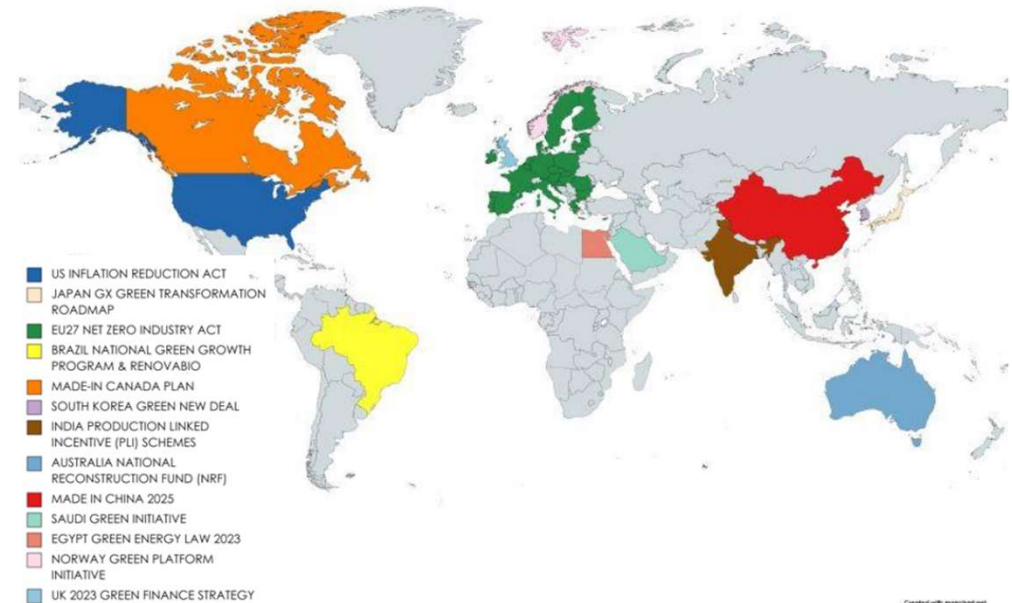 US INFLATION REDUCTION ACT
JAPAN GX GREEN TRANSFORMATION
ROADMAP
EU27 NET ZERO INDUSTRY ACT
BRAZIL NATIONAL GREEN GROWTH
PROGRAM & RENOVABIO
MADE-IN CANADA PLAN
SOUTH KOREA GREEN NEW DEAL
INDIA PRODUCTION LINKED
INCENTIVE (PLI) SCHEMES
AUSTRALIA NATIONAL
RECONSTRUCTION FUND (NRF)
MADE IN CHINA 2025
SAUDI GREEN INITIATIVE
EGYPT GREEN ENERGY LAW 2023
NORWAY GREEN PLATFORM
INITIATIVE
UK 2023 GREEN FINANCE STRATEGY
Created with